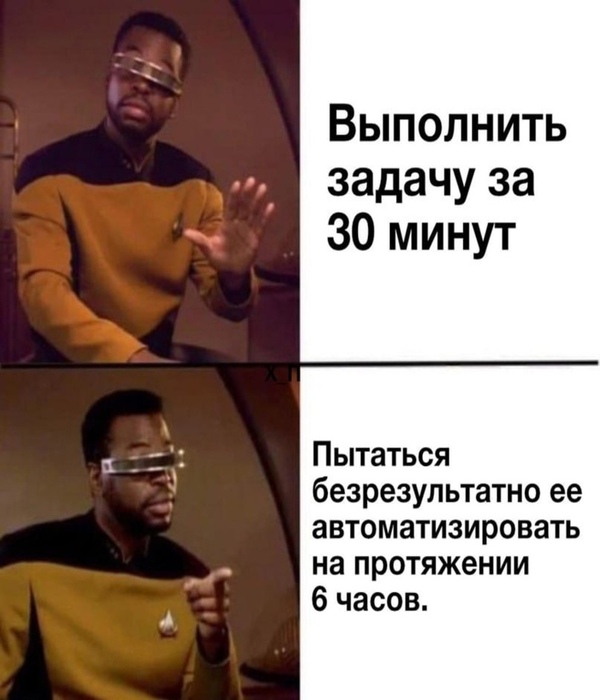 Выполнить
задачу за
30 минут
Пытаться
безрезультатно ее
автоматизировать
на протяжении
6 часов.